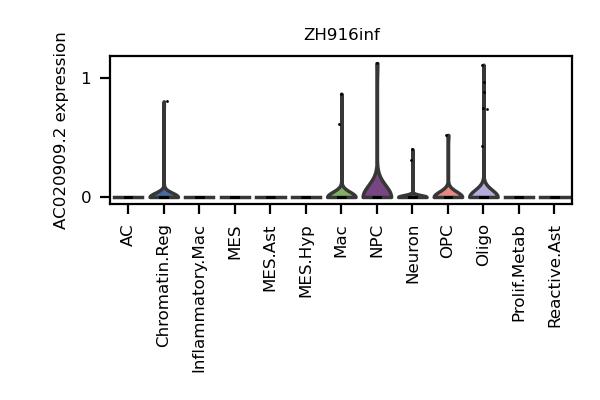 ZH916inf
AC020909.2 expression
1
0
AC
Chromatin.Reg
Inflammatory.Mac
MES
MES.Ast
MES.Hyp
Mac
NPC
Neuron
OPC
Oligo
Prolif.Metab
Reactive.Ast